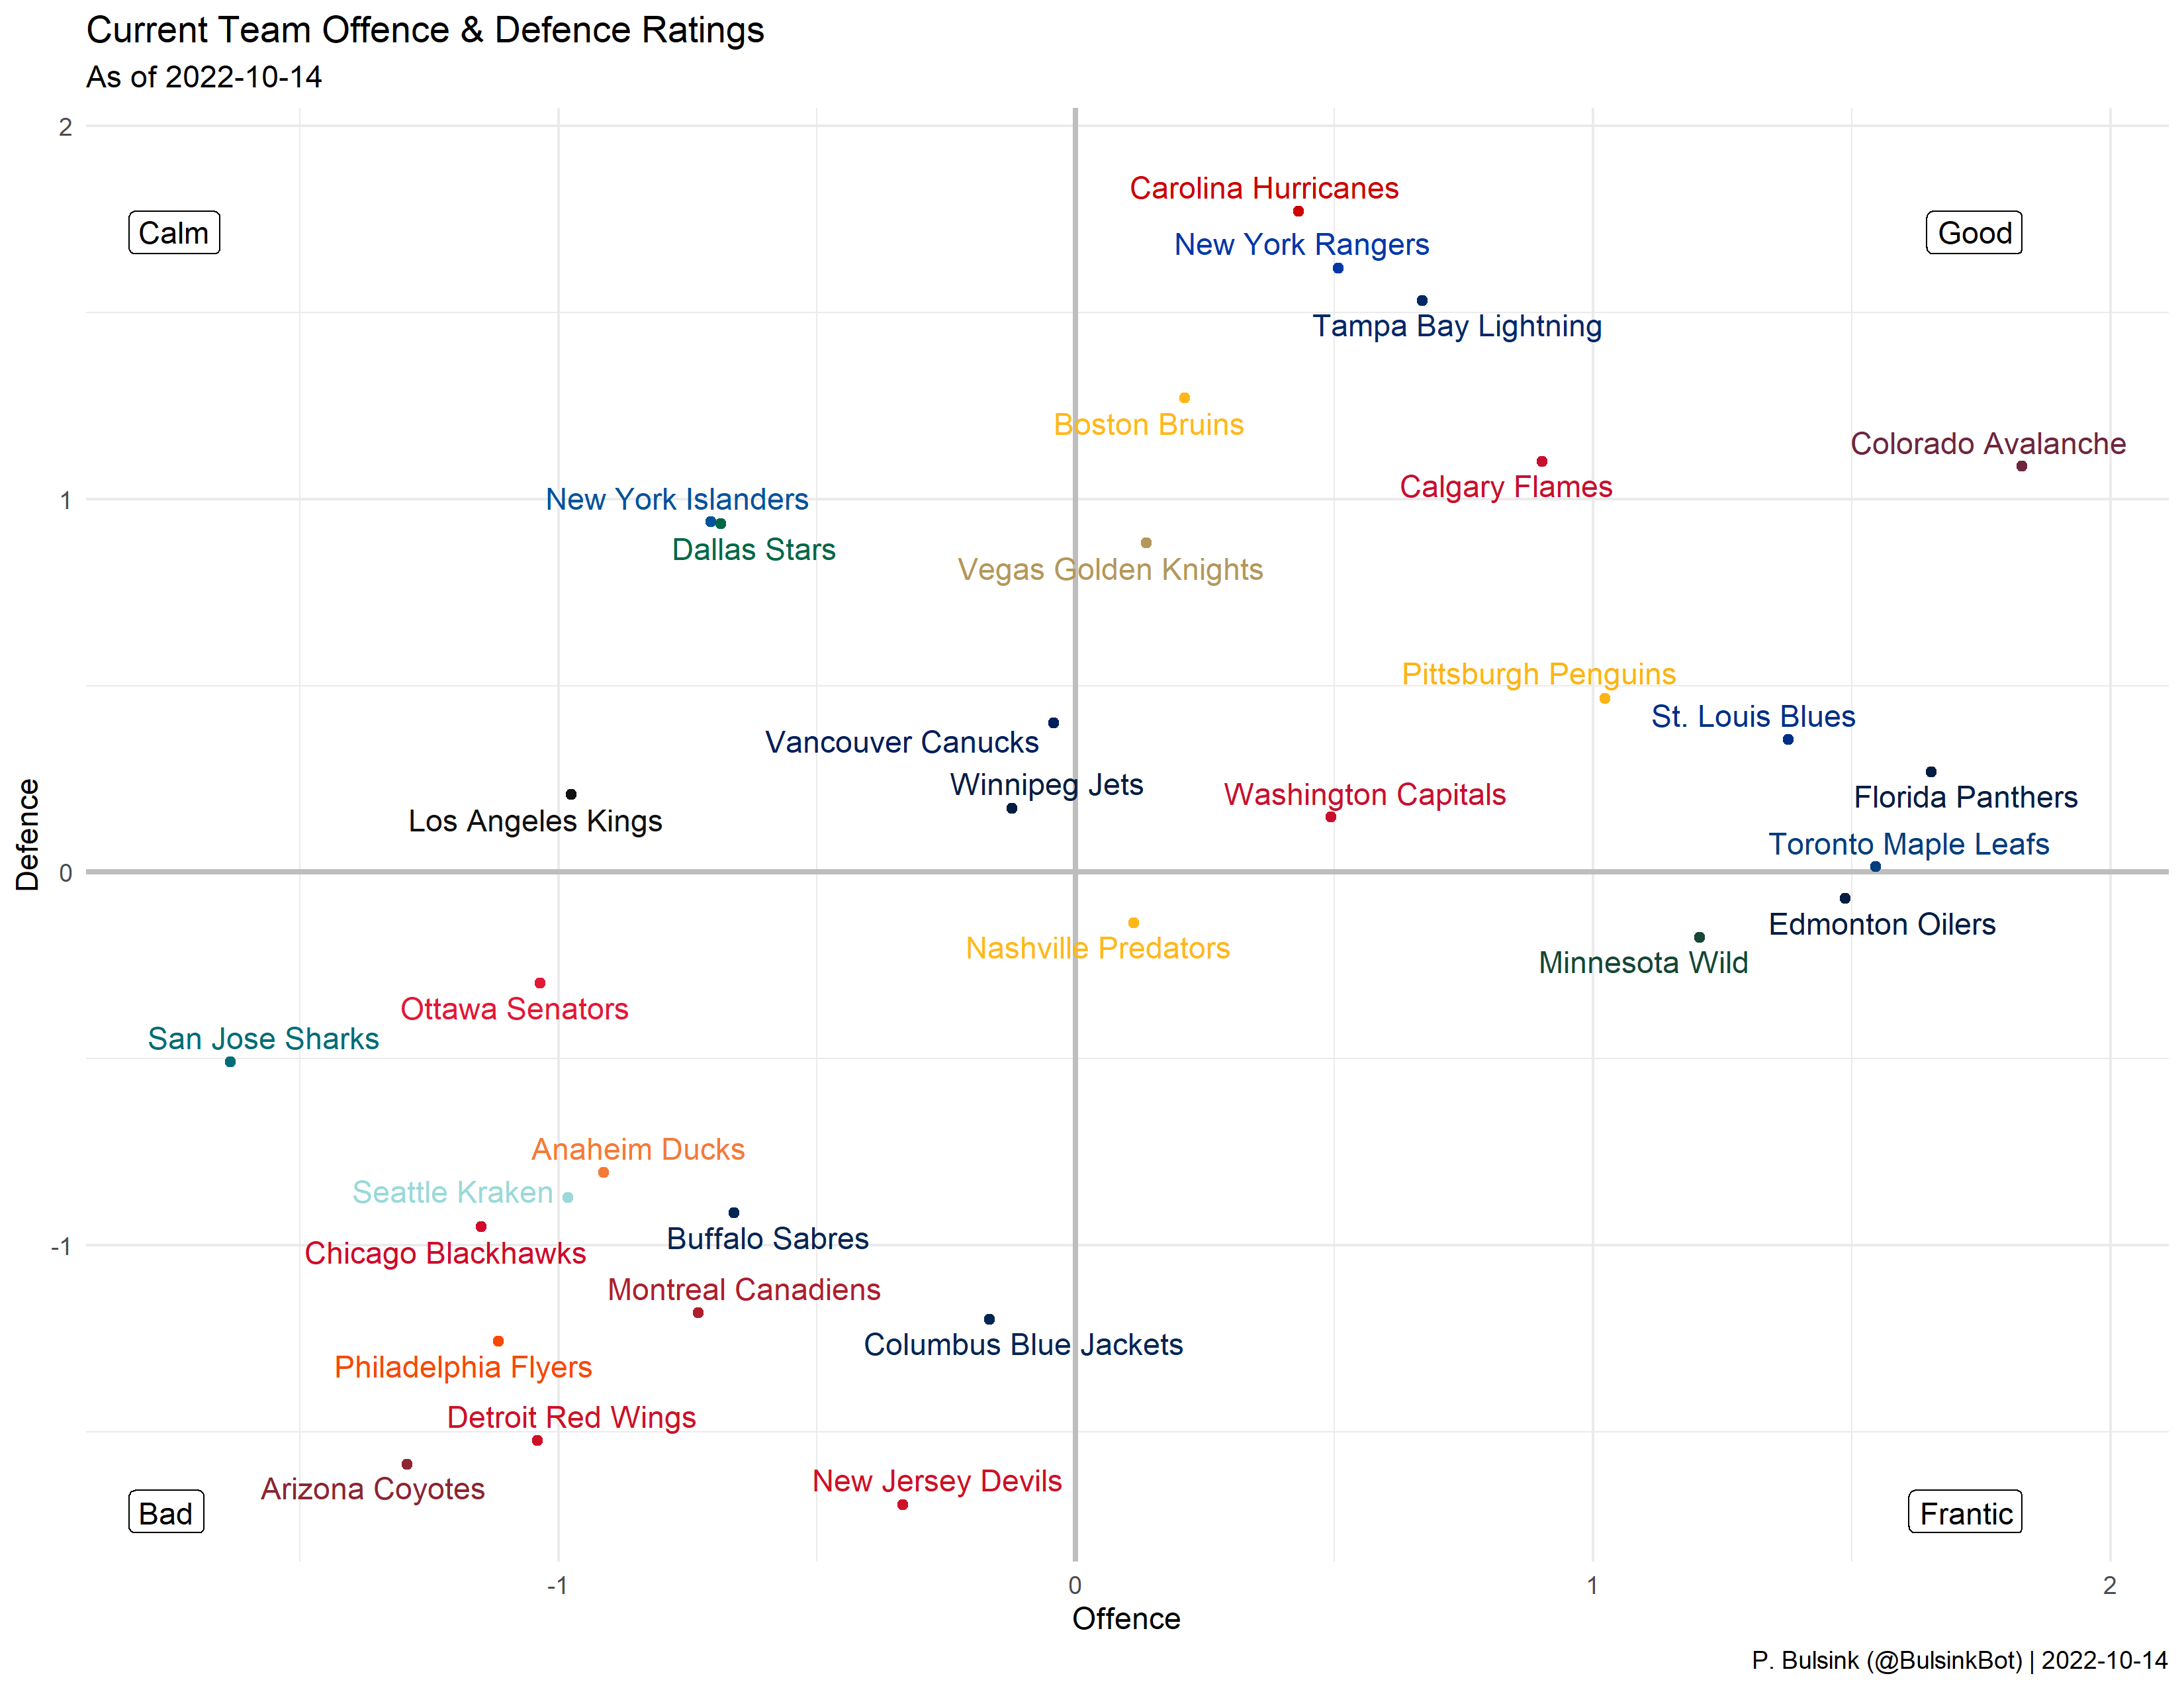 Current Team Offence & Defence Ratings
As of 2022-10-14
2
Carolina Hurricanes
Calm
Good
New York Rangers
Tampa Bay Lightning
Boston Bruins
Colorado Avalanche
Calgary Flames
1
New York Islanders
Dallas Stars
Vegas Golden Knights
Pittsburgh Penguins
St. Louis Blues
Vancouver Canucks
Winnipeg Jets
Washington Capitals
Florida Panthers
Los Angeles Kings
Toronto Maple Leafs
Defence
0
Edmonton Oilers
Nashville Predators
Minnesota Wild
Ottawa Senators
San Jose Sharks
Anaheim Ducks
Seattle Kraken
Buffalo Sabres
-1
Chicago Blackhawks
Montreal Canadiens
Columbus Blue Jackets
Philadelphia Flyers
Detroit Red Wings
New Jersey Devils
Arizona Coyotes
Bad
Frantic
-1
0
1
2
Offence
P. Bulsink (@BulsinkBot) | 2022-10-14